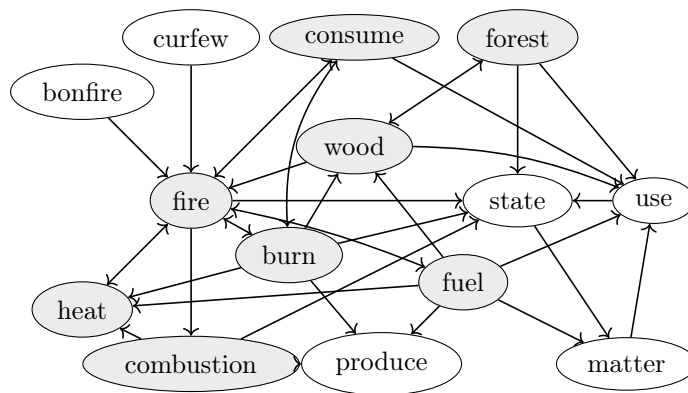 curfew
consume
forest
bonfire
wood
fire
state
use
burn
fuel
heat
combustion
produce
matter